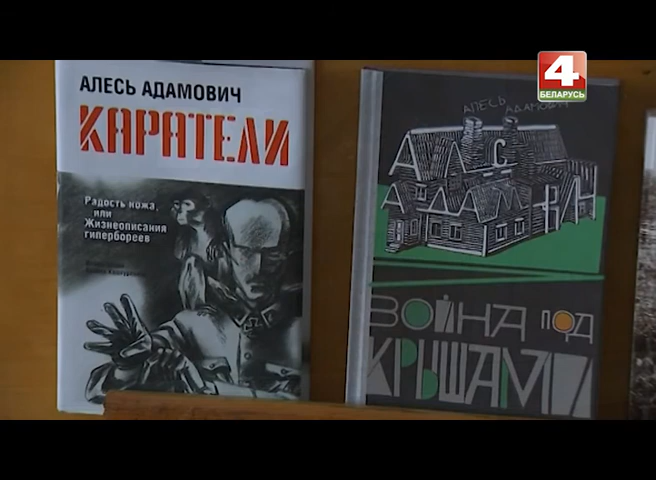 4
БЕЛАРУСЬ
АЛЕСЬ АДАМОВИЧ
КАРАТЕЛИ
Радость ножа,
или
Жизнеописания
гипербореев
АЛЕСЬ АДАМОВИЧ
ВОЙНА ПОД
КРЫШАМИ